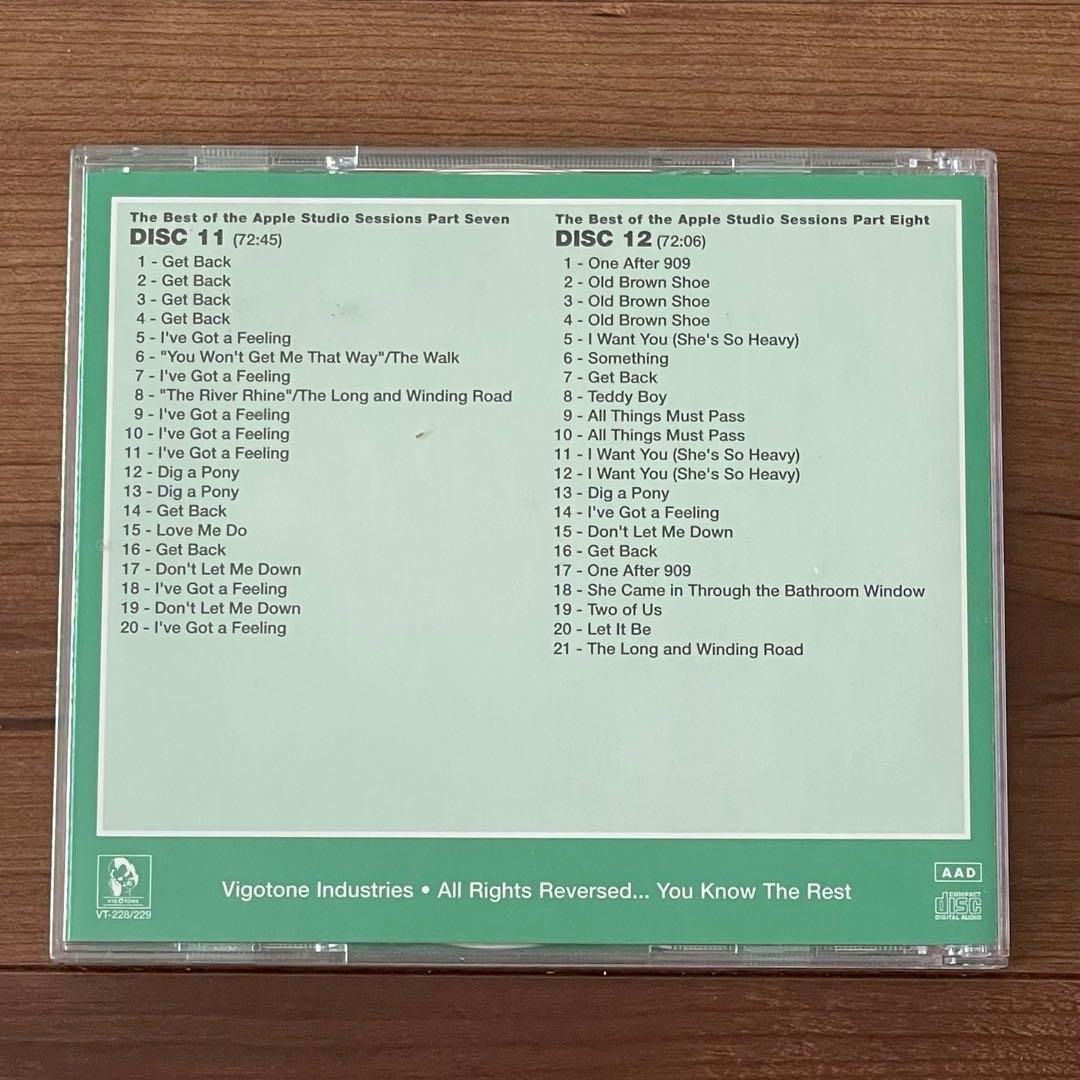 The Best of the Apple Studio Sessions Part Seven
DISC 11 (72:45)
1 - Get Back
2 - Get Back
3 - Get Back
4 - Get Back
5 - I've Got a Feeling
6 - "You Won't Get Me That Way"/The Walk
7 - I've Got a Feeling
8 - "The River Rhine"/The Long and Winding Road
9 - I've Got a Feeling
10 - I've Got a Feeling
11 - I've Got a Feeling
12 - Dig a Pony
13 - Dig a Pony
14 - Get Back
15 - Love Me Do
16 - Get Back
17 - Don't Let Me Down
18 - I've Got a Feeling
19 - Don't Let Me Down
20 - I've Got a Feeling
The Best of the Apple Studio Sessions Part Eight
DISC 12 (72:06)
1 - One After 909
2 - Old Brown Shoe
3 - Old Brown Shoe
4 - Old Brown Shoe
5 - I Want You (She's So Heavy)
6 - Something
7 - Get Back
8 - Teddy Boy
9 - All Things Must Pass
10 - All Things Must Pass
11 - I Want You (She's So Heavy)
12 - I Want You (She's So Heavy)
13 - Dig a Pony
14 - I've Got a Feeling
15 - Don't Let Me Down
16 - Get Back
17 - One After 909
18 - She Came in Through the Bathroom Window
19 - Two of Us
20 - Let It Be
21 - The Long and Winding Road
VIGOTONE
VT-228/229
Vigotone Industries • All Rights Reversed... You Know The Rest
AAD
COMPACT
disc
DIGITAL AUDIO